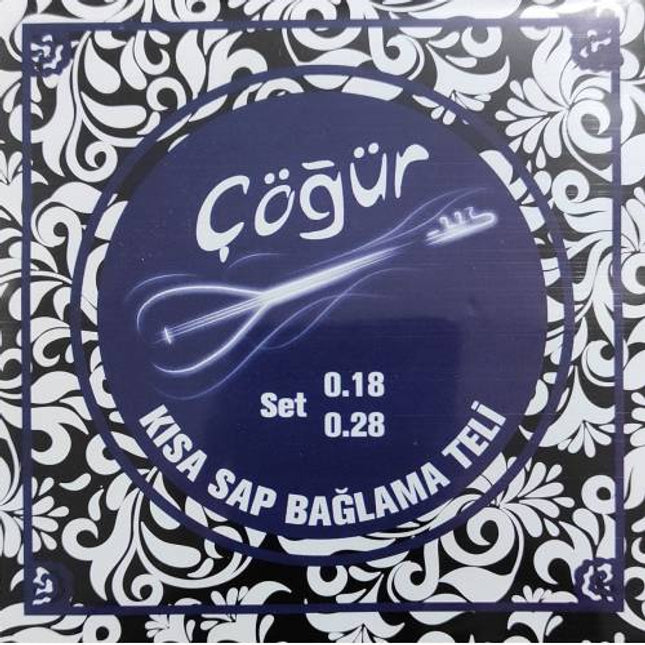 Çöğür
Set 0.18
0.28
KISA SAP BAĞLAMA TELİ